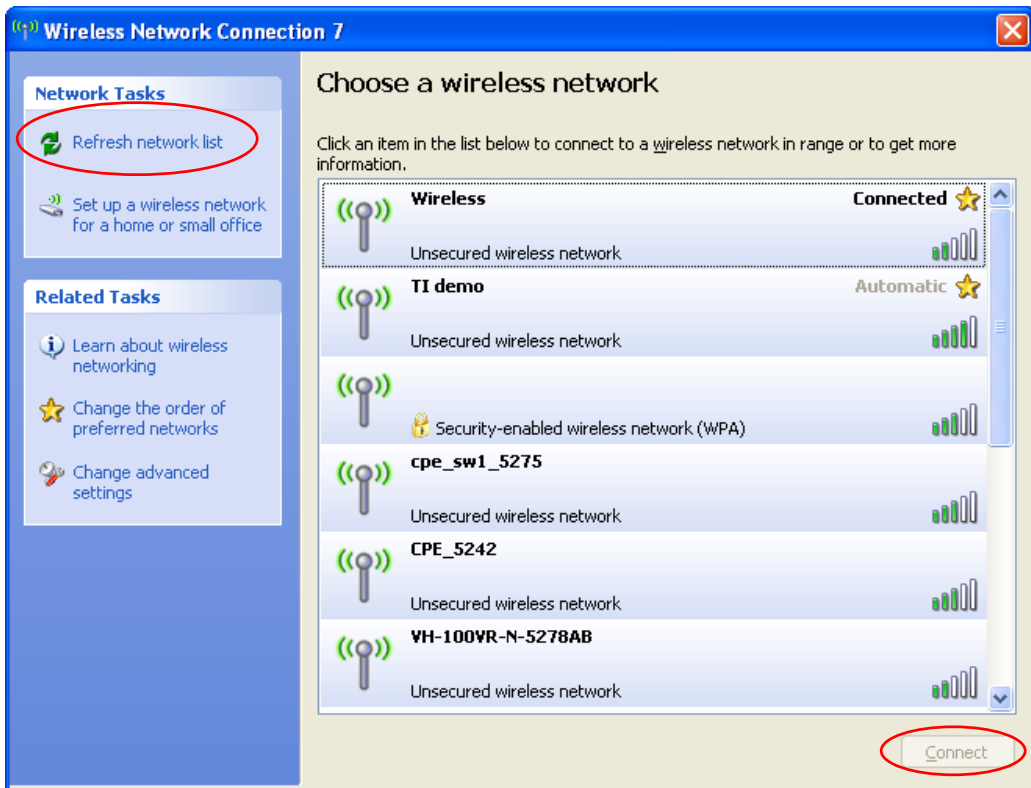 Wireless Network Connection 7
Network Tasks
Refresh network list
Set up a wireless network
for a home or small office
Related Tasks
Learn about wireless
networking
Change the order of
preferred networks
Change advanced
settings
Choose a wireless network
Click an item in the list below to connect to a wireless network in range or to get more
information.
Wireless Connected
Unsecured wireless network
TI demo Automatic
Unsecured wireless network
Security-enabled wireless network (WPA)
cpe_sw1_5275
Unsecured wireless network
CPE_5242
Unsecured wireless network
VH-100VR-N-5278AB
Unsecured wireless network
Connect